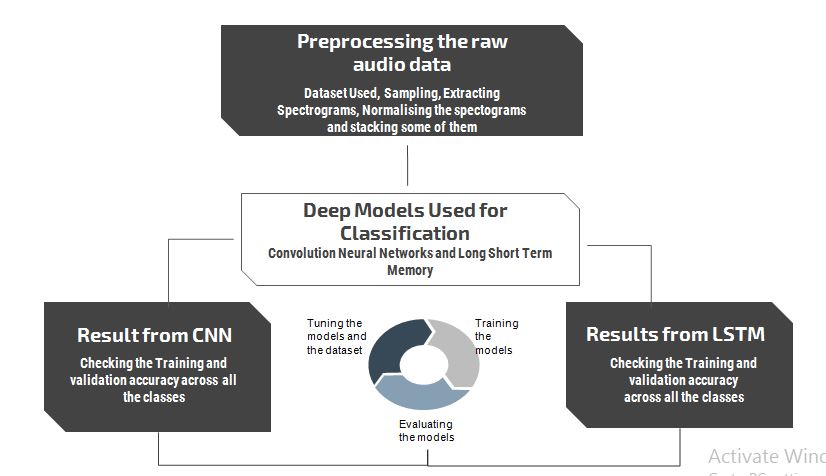 Preprocessing the raw
audio data
Dataset Used, Sampling, Extracting
Spectrograms, Normalising the spectograms
and stacking some of them
Deep Models Used for
Classification
Convolution Neural Networks and Long Short Term
Memory
Result from CNN
Checking the Training and
validation accuracy across all
the classes
Tuning the
models and
the dataset
Training
the
models
Evaluating
the models
Results from LSTM
Checking the Training and
validation accuracy
across all the classes
Activate Winc